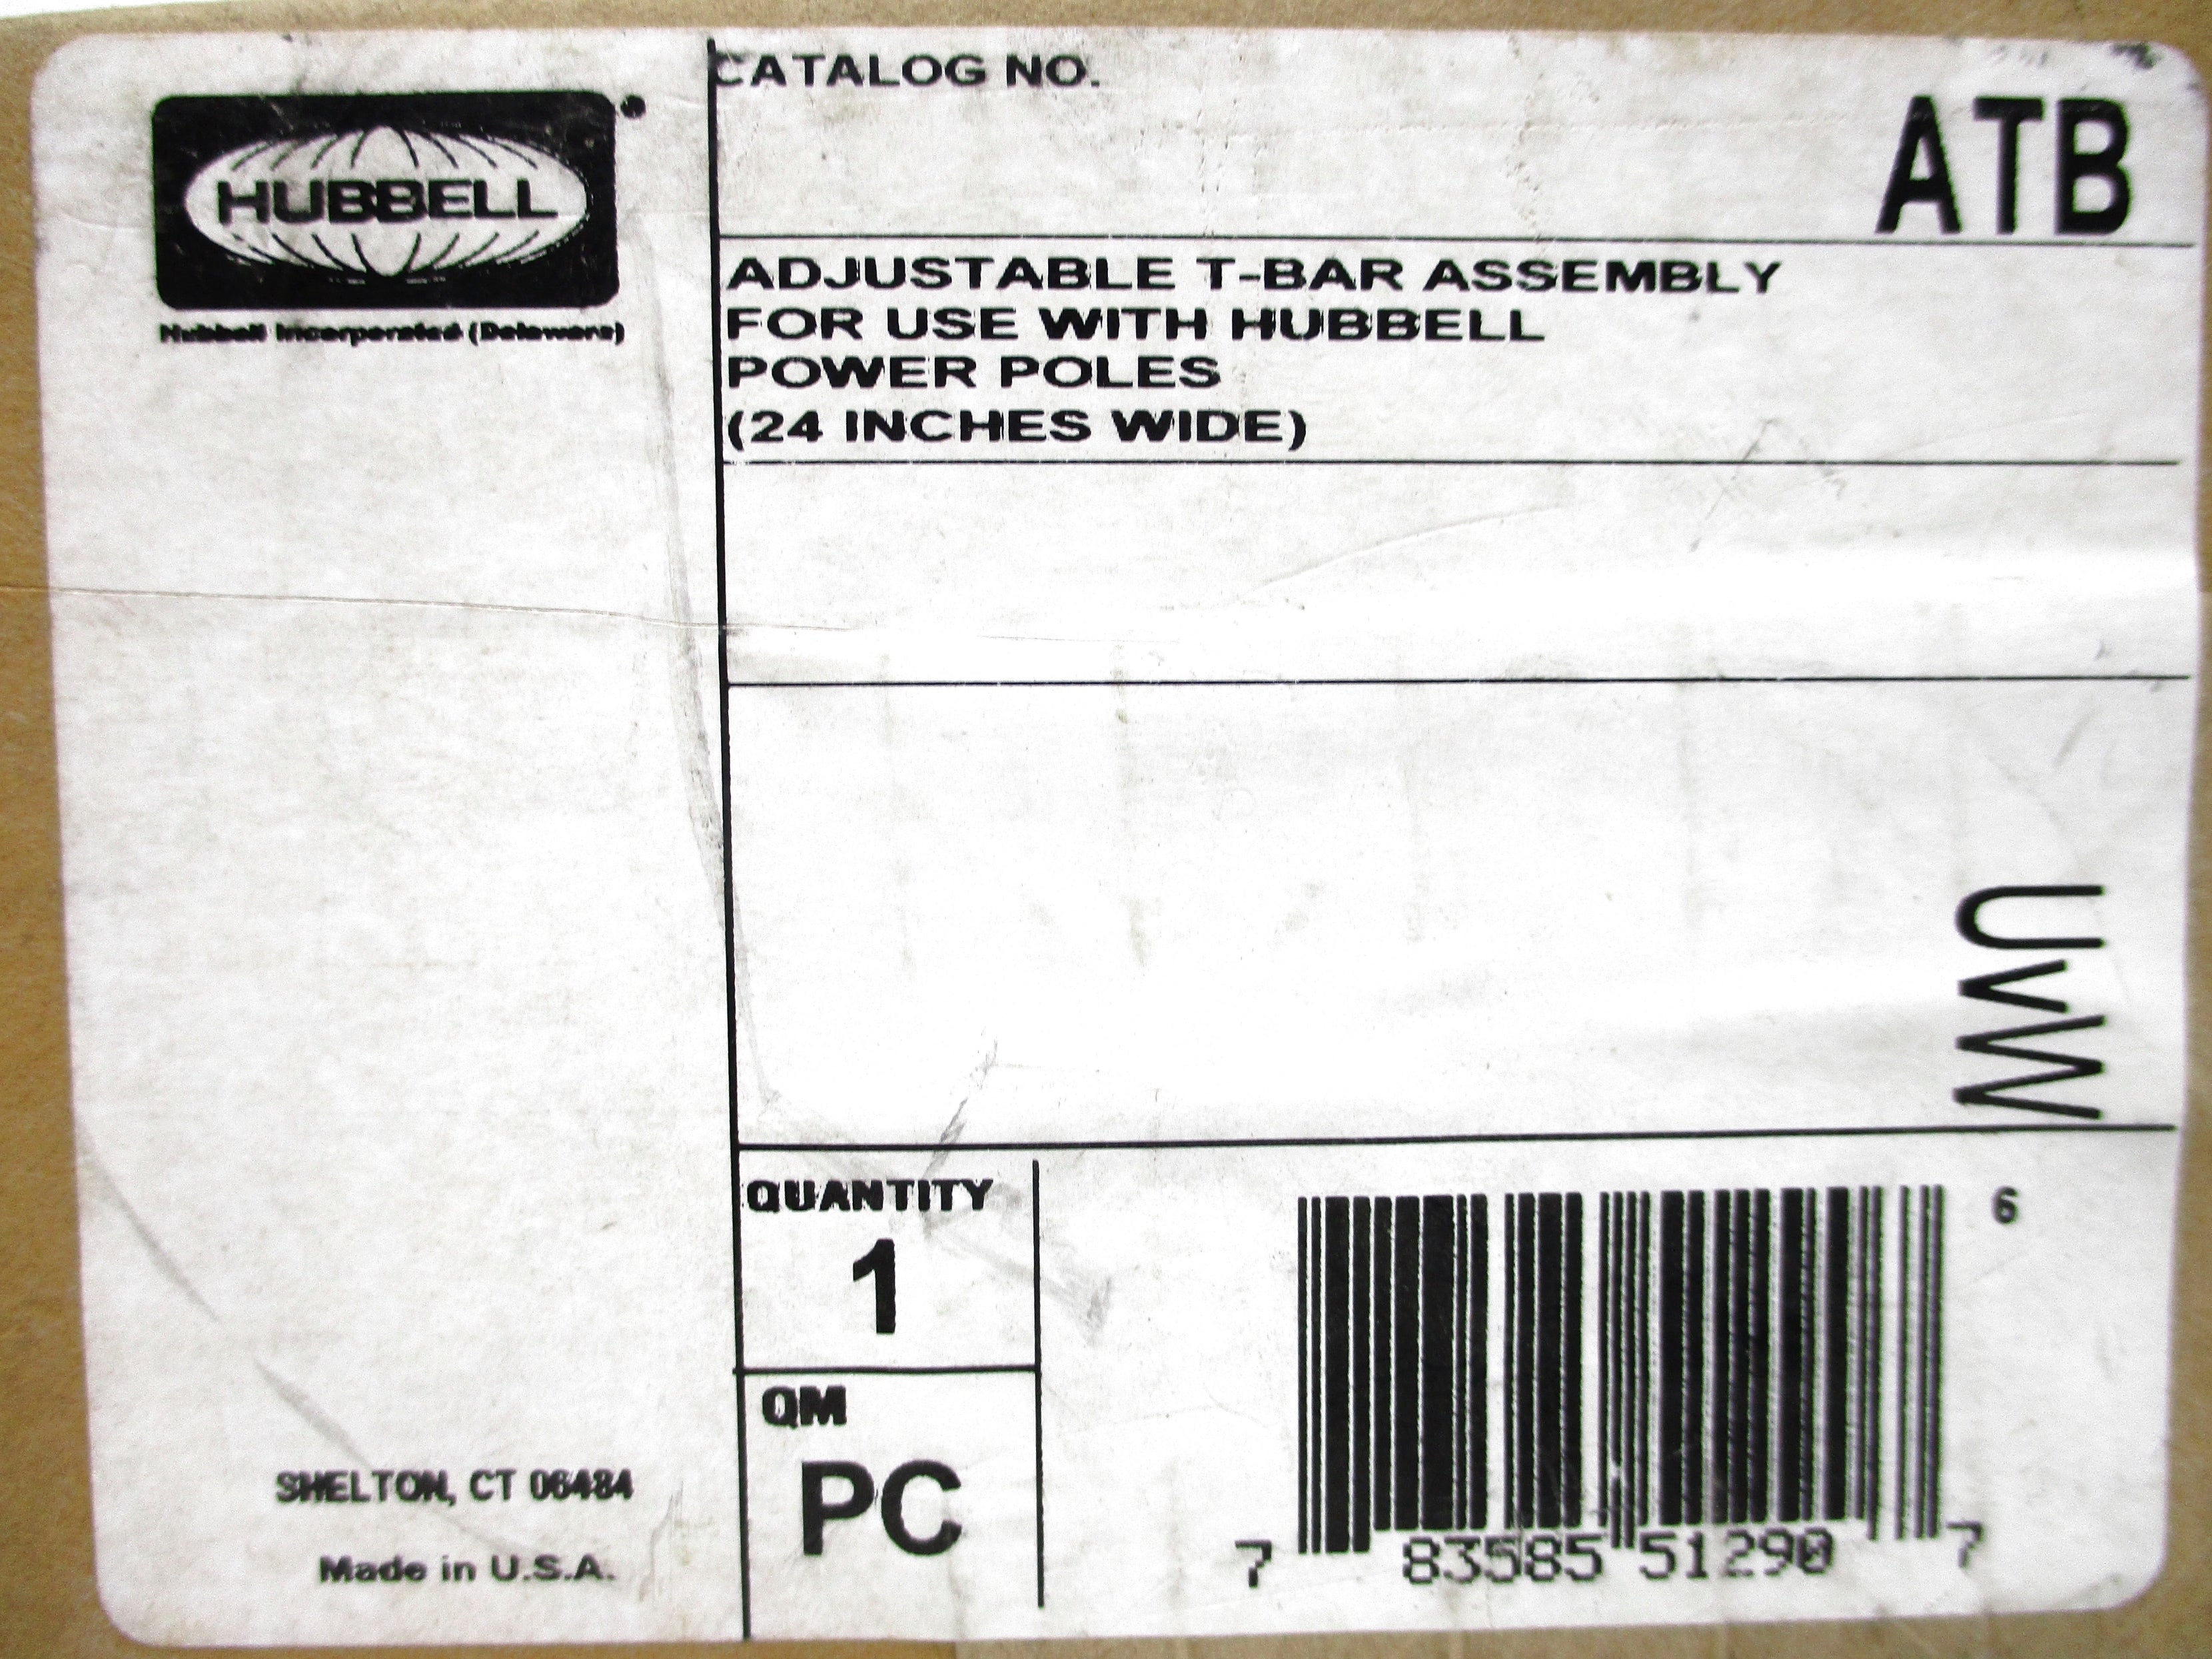 HUBBELL
Hubbell Incorporated (Delaware)
CATALOG NO.
ATB
ADJUSTABLE T-BAR ASSEMBLY
FOR USE WITH HUBBELL
POWER POLES
(24 INCHES WIDE)
UvW
QUANTITY
1
QM
PC
6
7 83585 51290 7
SHELTON, CT 06484
Made in U.S.A.